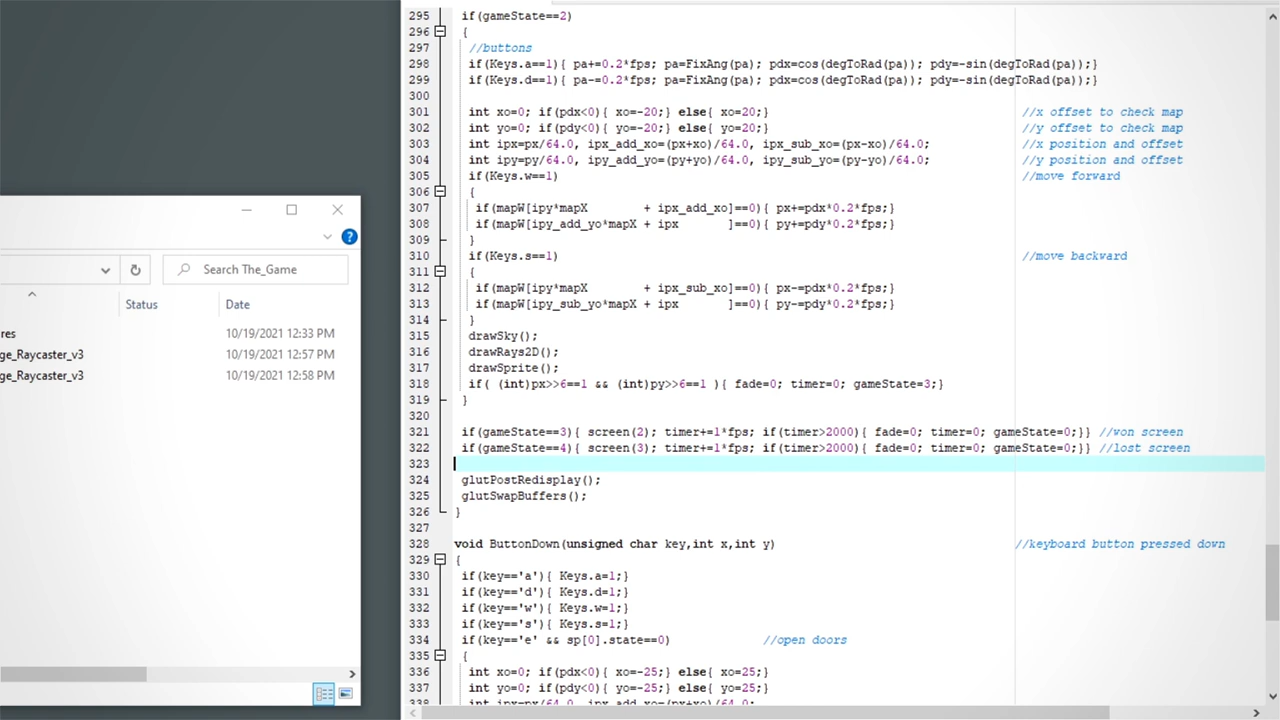 Search The_Game
Status
Date
res
10/19/2021 12:33 PM
ge_Raycaster_v3
10/19/2021 12:57 PM
ge_Raycaster_v3
10/19/2021 12:58 PM
295 if(gameState==2)
296 {
297 //buttons
298 if(Keys.a==1){ pa+=0.2*fps; pa=FixAng(pa); pdx=cos(degToRad(pa)); pdy=-sin(degToRad(pa));}
299 if(Keys.d==1){ pa-=0.2*fps; pa=FixAng(pa); pdx=cos(degToRad(pa)); pdy=-sin(degToRad(pa));}
300
301 int xo=0; if(pdx<0){ xo=-20;} else{ xo=20;} //x offset to check map
302 int yo=0; if(pdy<0){ yo=-20;} else{ yo=20;} //y offset to check map
303 int ipx=px/64.0, ipx_add_xo=(px+xo)/64.0, ipx_sub_xo=(px-xo)/64.0; //x position and offset
304 int ipy=py/64.0, ipy_add_yo=(py+yo)/64.0, ipy_sub_yo=(py-yo)/64.0; //y position and offset
305 if(Keys.w==1) //move forward
306 {
307 if(mapW[ipy*mapX + ipx_add_xo]==0){ px+=pdx*0.2*fps;}
308 if(mapW[ipy_add_yo*mapX + ipx ]==0){ py+=pdy*0.2*fps;}
309 }
310 if(Keys.s==1) //move backward
311 {
312 if(mapW[ipy*mapX + ipx_sub_xo]==0){ px-=pdx*0.2*fps;}
313 if(mapW[ipy_sub_yo*mapX + ipx ]==0){ py-=pdy*0.2*fps;}
314 }
315 drawSky();
316 drawRays2D();
317 drawSprite();
318 if( (int)px>>6==1 && (int)py>>6==1 ){ fade=0; timer=0; gameState=3;}
319 }
320
321 if(gameState==3){ screen(2); timer+=1*fps; if(timer>2000){ fade=0; timer=0; gameState=0;}} //von screen
322 if(gameState==4){ screen(3); timer+=1*fps; if(timer>2000){ fade=0; timer=0; gameState=0;}} //lost screen
323
324 glutPostRedisplay();
325 glutSwapBuffers();
326 }
327
328 void ButtonDown(unsigned char key,int x,int y) //keyboard button pressed down
329 {
330 if(key=='a'){ Keys.a=1;}
331 if(key=='d'){ Keys.d=1;}
332 if(key=='w'){ Keys.w=1;}
333 if(key=='s'){ Keys.s=1;}
334 if(key=='e' && sp[0].state==0) //open doors
335 {
336 int xo=0; if(pdx<0){ xo=-25;} else{ xo=25;}
337 int yo=0; if(pdy<0){ yo=-25;} else{ yo=25;}
338 int ipx=px/64.0, ipx_add_xo=(px+xo)/64.0;